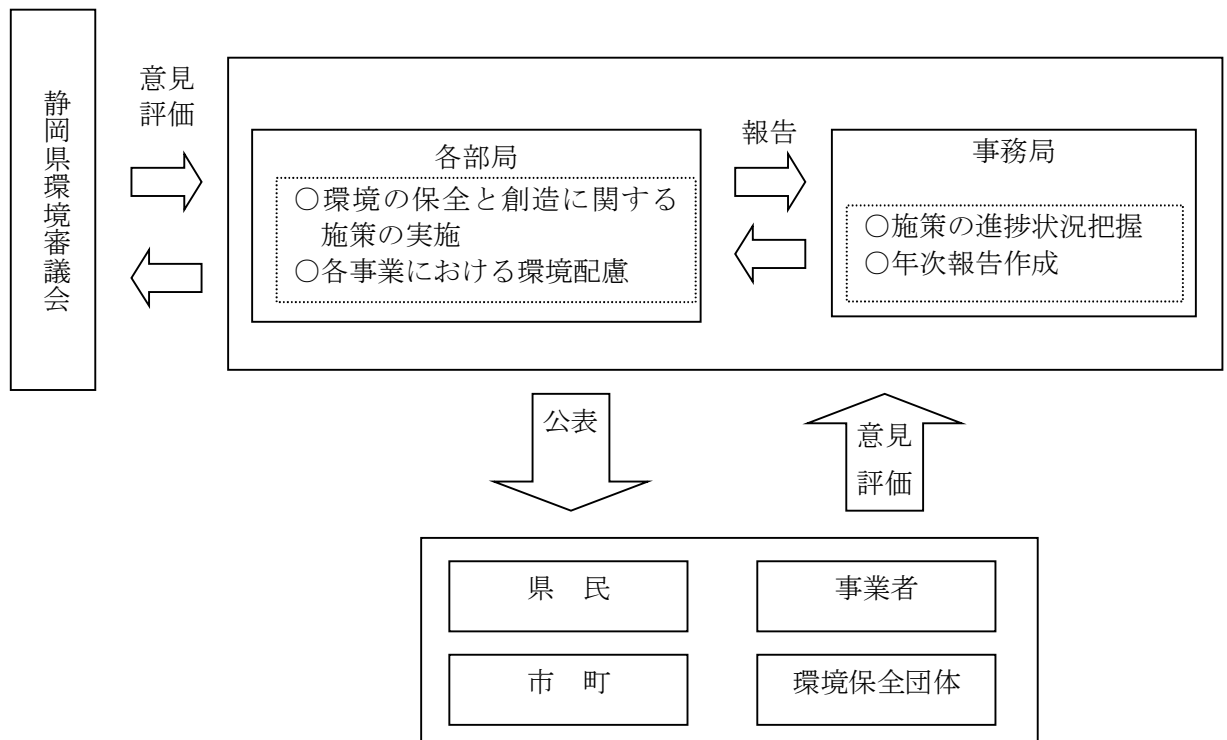 静岡県環境審議会
意見
評価
各部局
○環境の保全と創造に関する
施策の実施
○各事業における環境配慮
報告
事務局
○施策の進捗状況把握
○年次報告作成
公表
意見
評価
県　民
事業者
市　町
環境保全団体